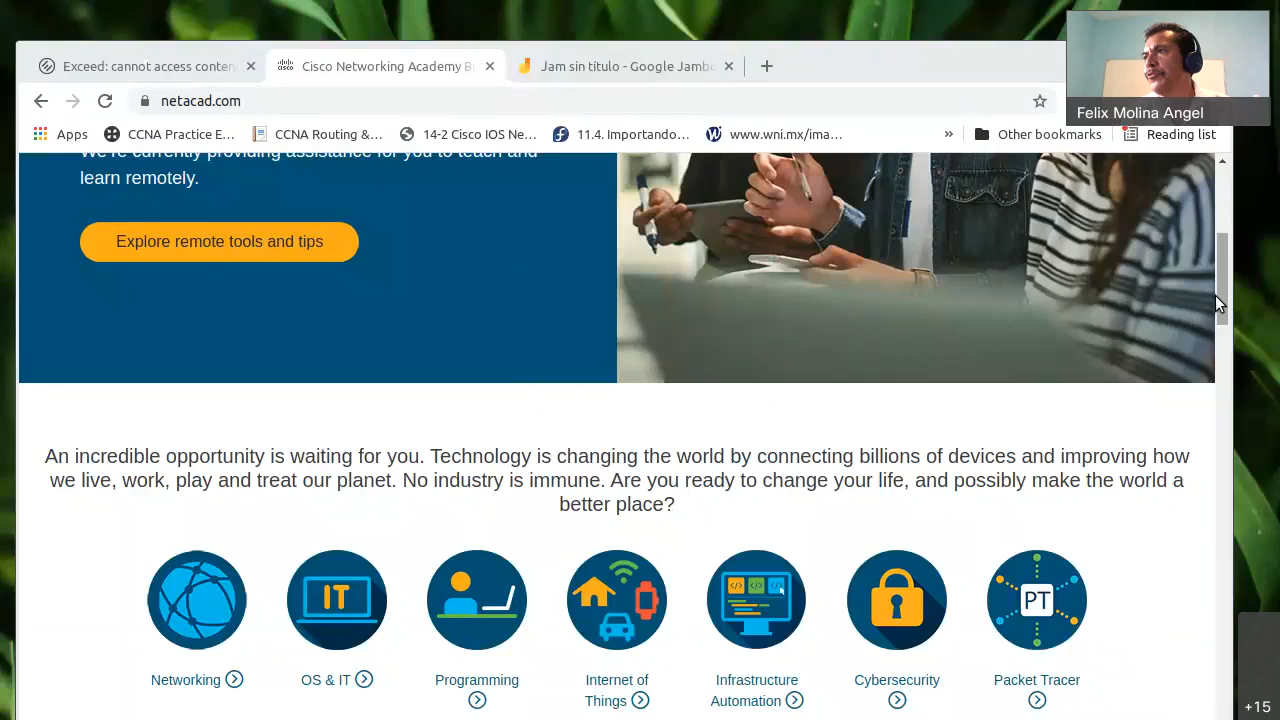 Exceed: cannot access conten
Cisco Networking Academy B
Jam sin título - Google Jambo
Felix Molina Angel
netacad.com
Apps
CCNA Practice E...
CCNA Routing &...
14-2 Cisco IOS Ne...
11.4. Importando...
www.wni.mx/ima...
»
Other bookmarks
Reading list
We're currently providing assistance for you to teach and
learn remotely.
Explore remote tools and tips
An incredible opportunity is waiting for you. Technology is changing the world by connecting billions of devices and improving how
we live, work, play and treat our planet. No industry is immune. Are you ready to change your life, and possibly make the world a
better place?
IT
PT
Networking
OS & IT
Programming
Internet of
Things
Infrastructure
Automation
Cybersecurity
Packet Tracer
+15